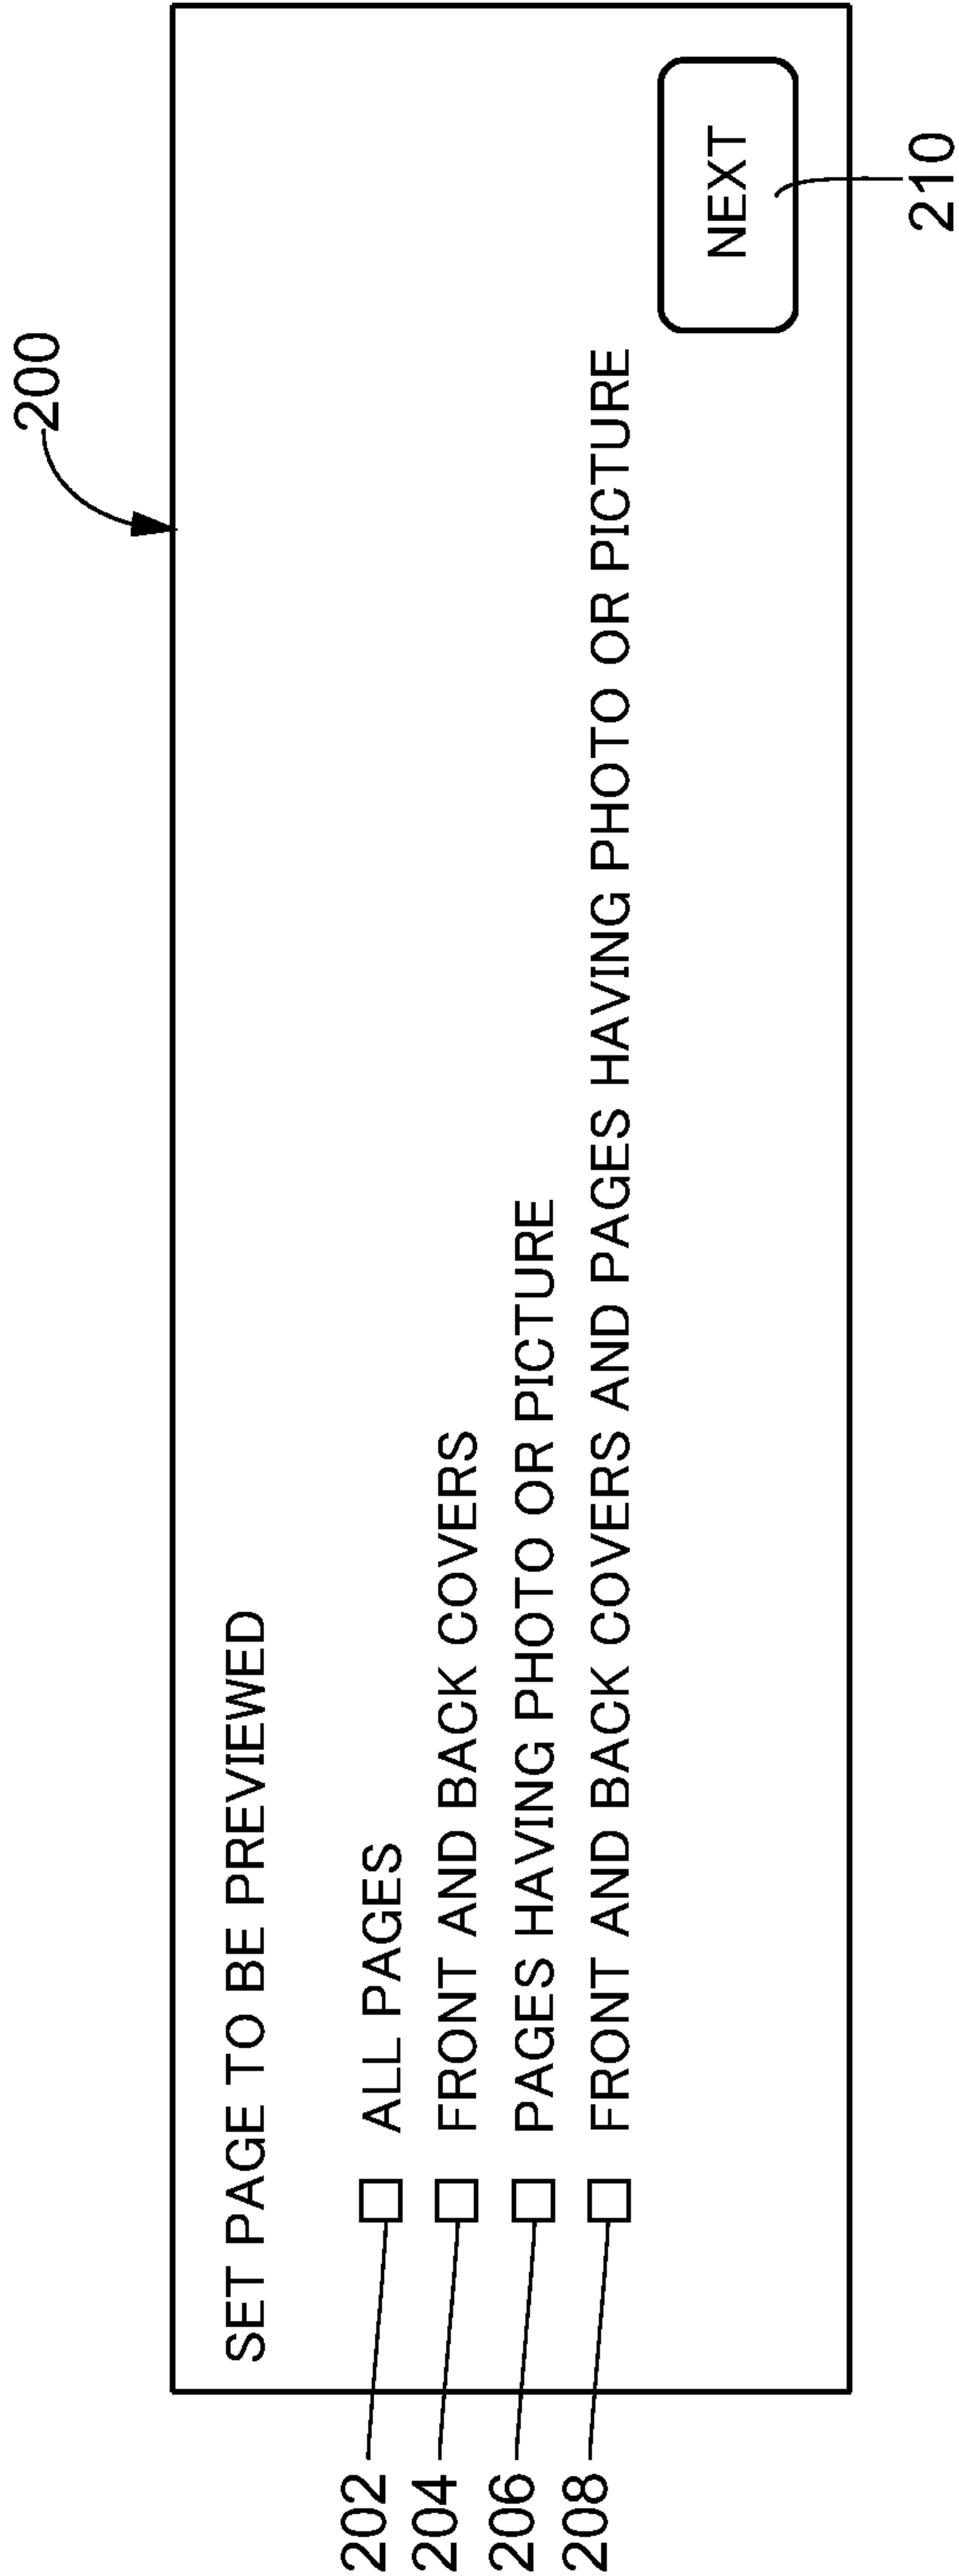 200
SET PAGE TO BE PREVIEWED
202 ALL PAGES
204 FRONT AND BACK COVERS
206 PAGES HAVING PHOTO OR PICTURE
208 FRONT AND BACK COVERS AND PAGES HAVING PHOTO OR PICTURE
NEXT
210